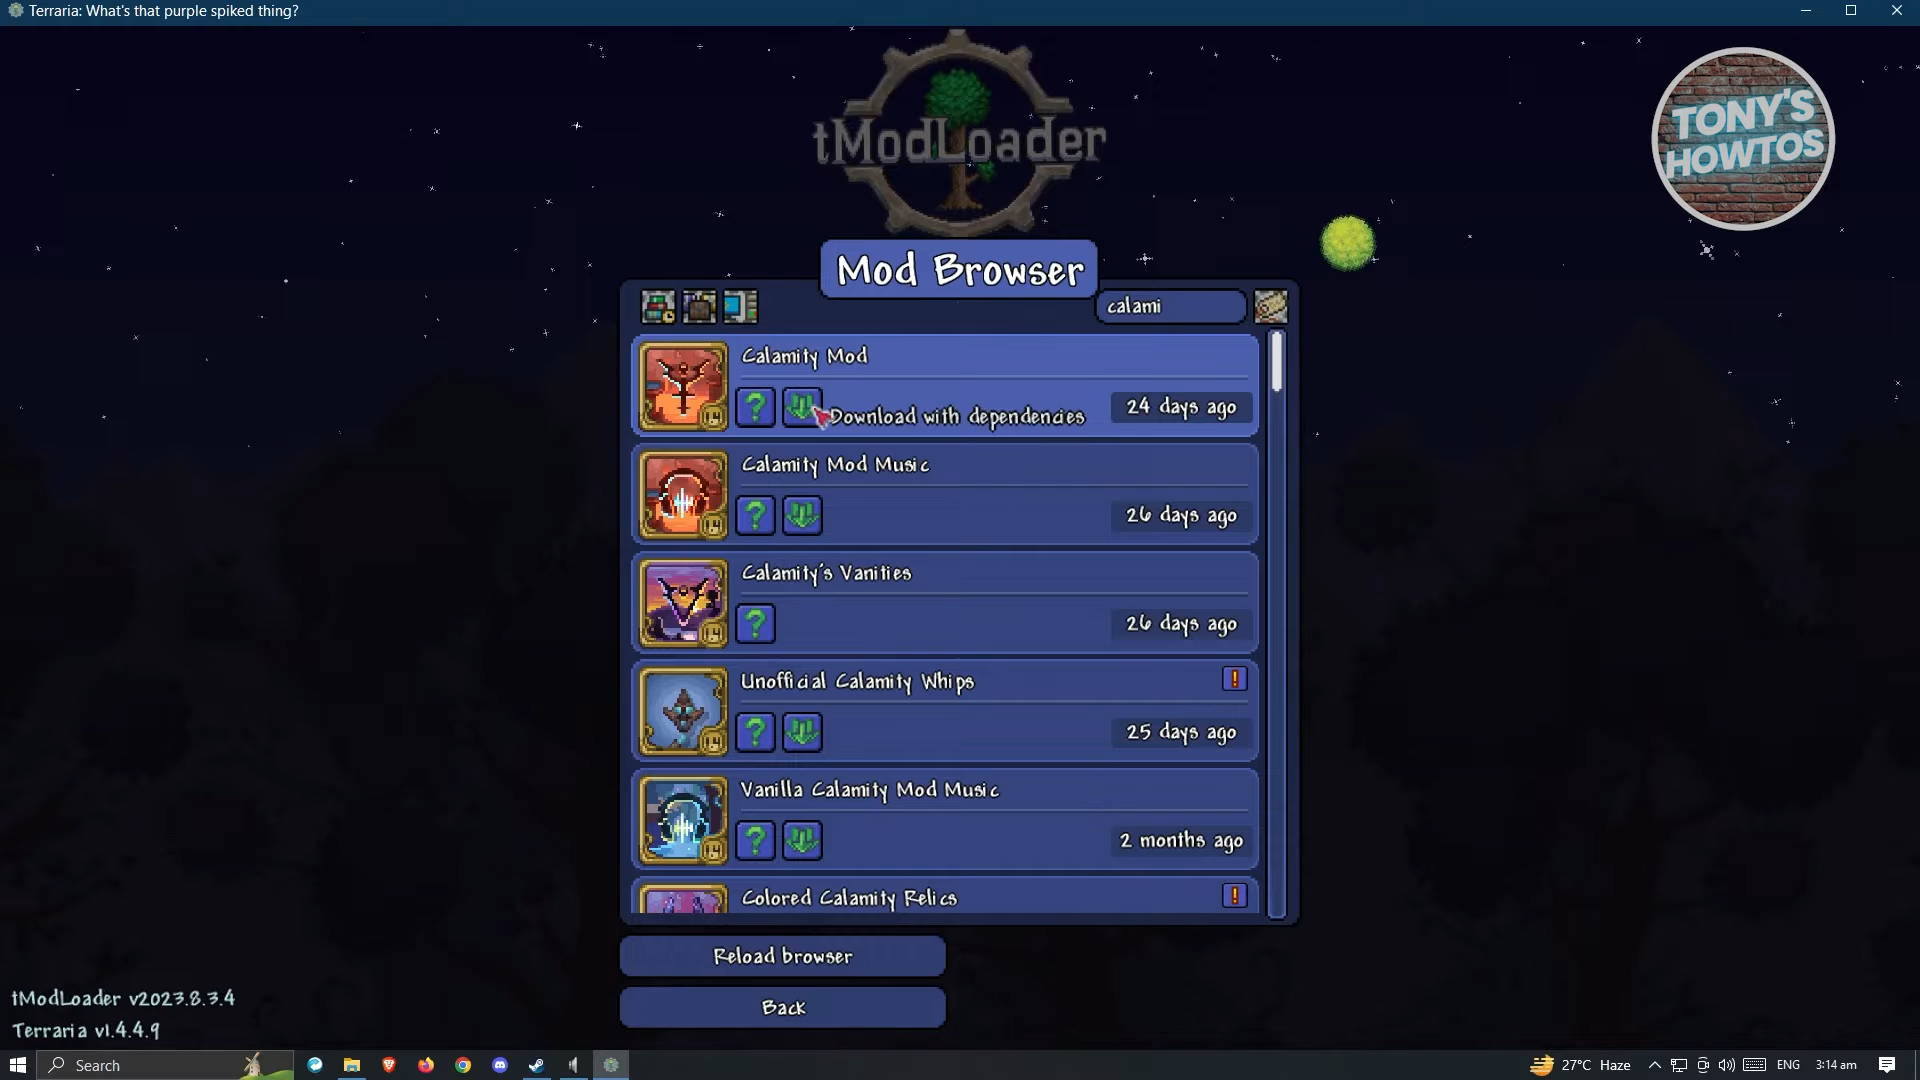 Terraria: What's that purple spiked thing?
TONY'S
HOWTOS
tModLoader
Mod Browser
calami
Calamity Mod
Download with dependencies
24 days ago
Calamity Mod Music
26 days ago
Calamity's Vanities
26 days ago
Unofficial Calamity Whips
25 days ago
Vanilla Calamity Mod Music
2 months ago
Colored Calamity Relics
Reload browser
Back
tModLoader v2023.8.3.4
Terraria v1.4.4.9
Search
27°C Haze
ENG
3:14 am